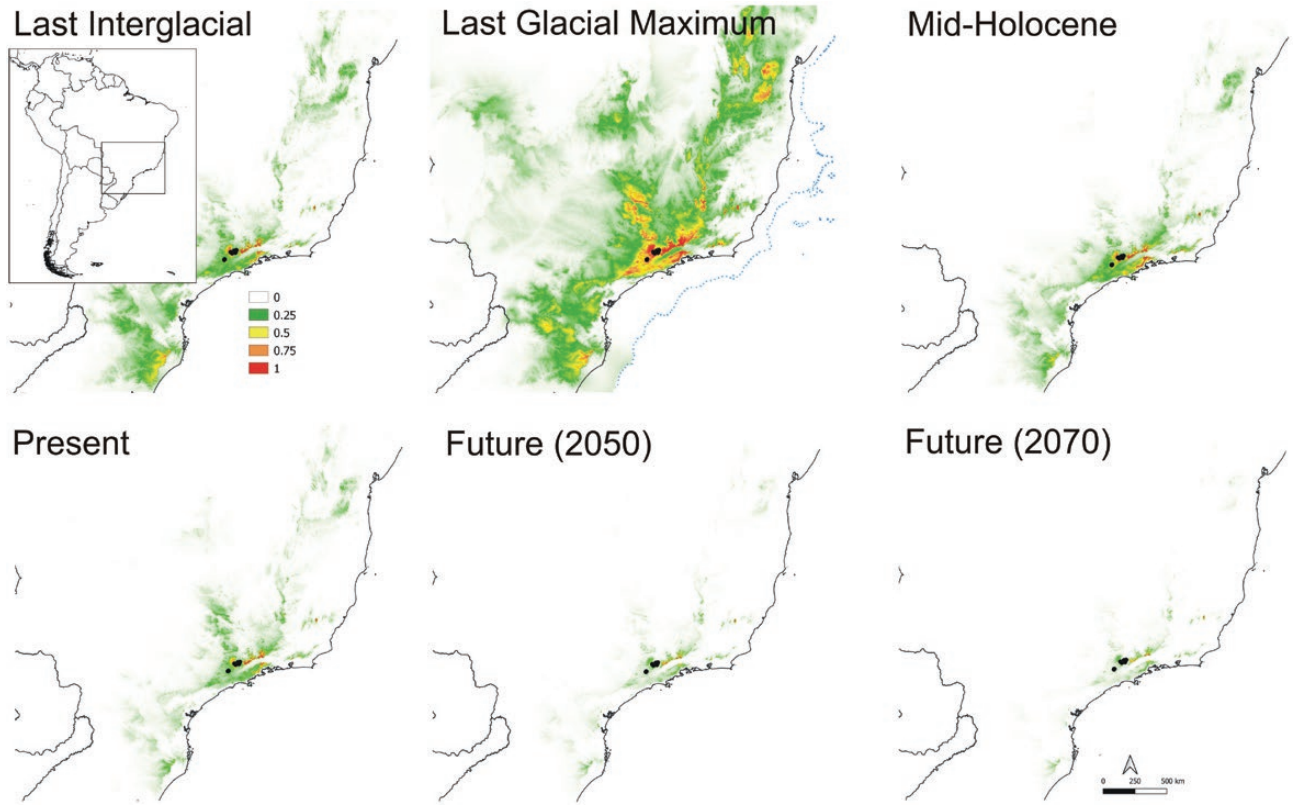 Last Interglacial
Last Glacial Maximum
Mid-Holocene
0
0.25
0.5
0.75
1
Present
Future (2050)
Future (2070)
0 250 500 km